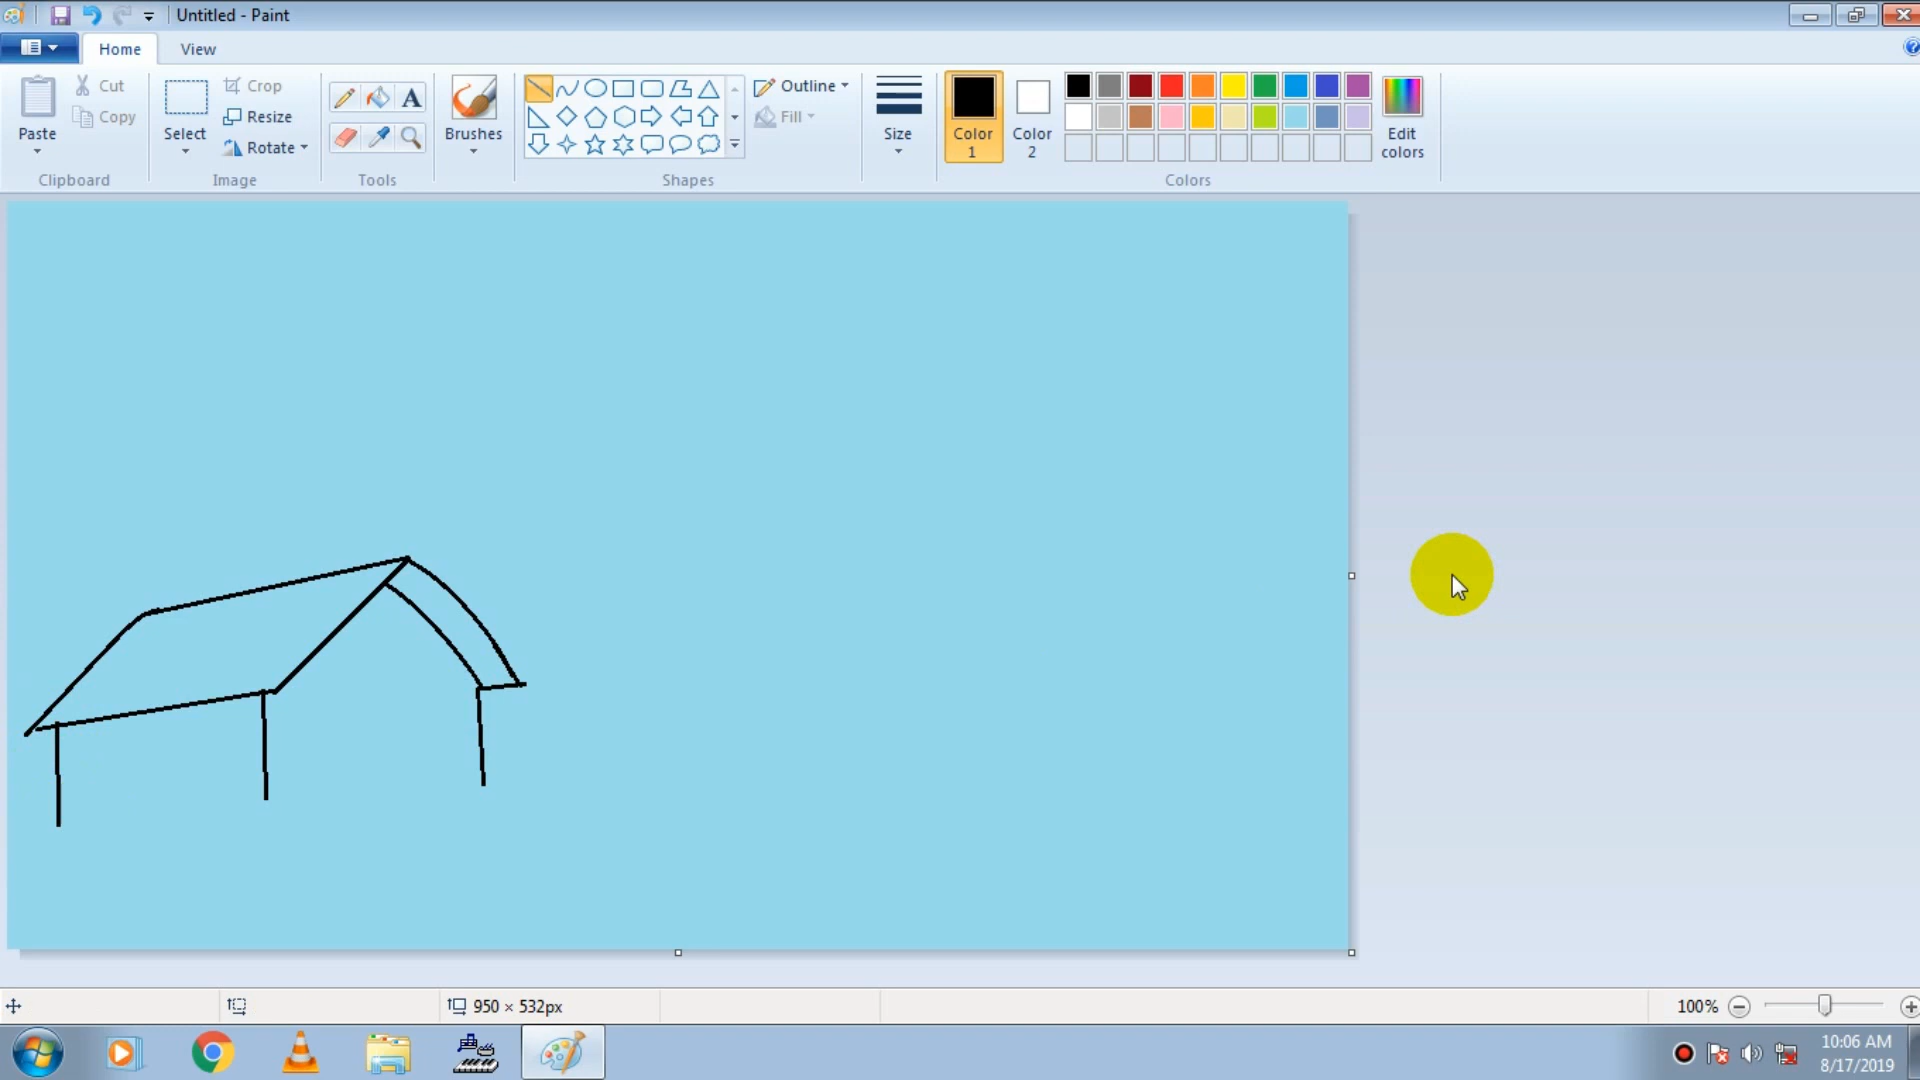 Untitled - Paint
Home View
Paste Cut Copy
Clipboard
Select Crop Resize Rotate
Image
A
Tools
Brushes
Outline Fill
Shapes
Size
Color 1 Color 2
Edit colors
Colors
950 × 532px
100%
10:06 AM
8/17/2019